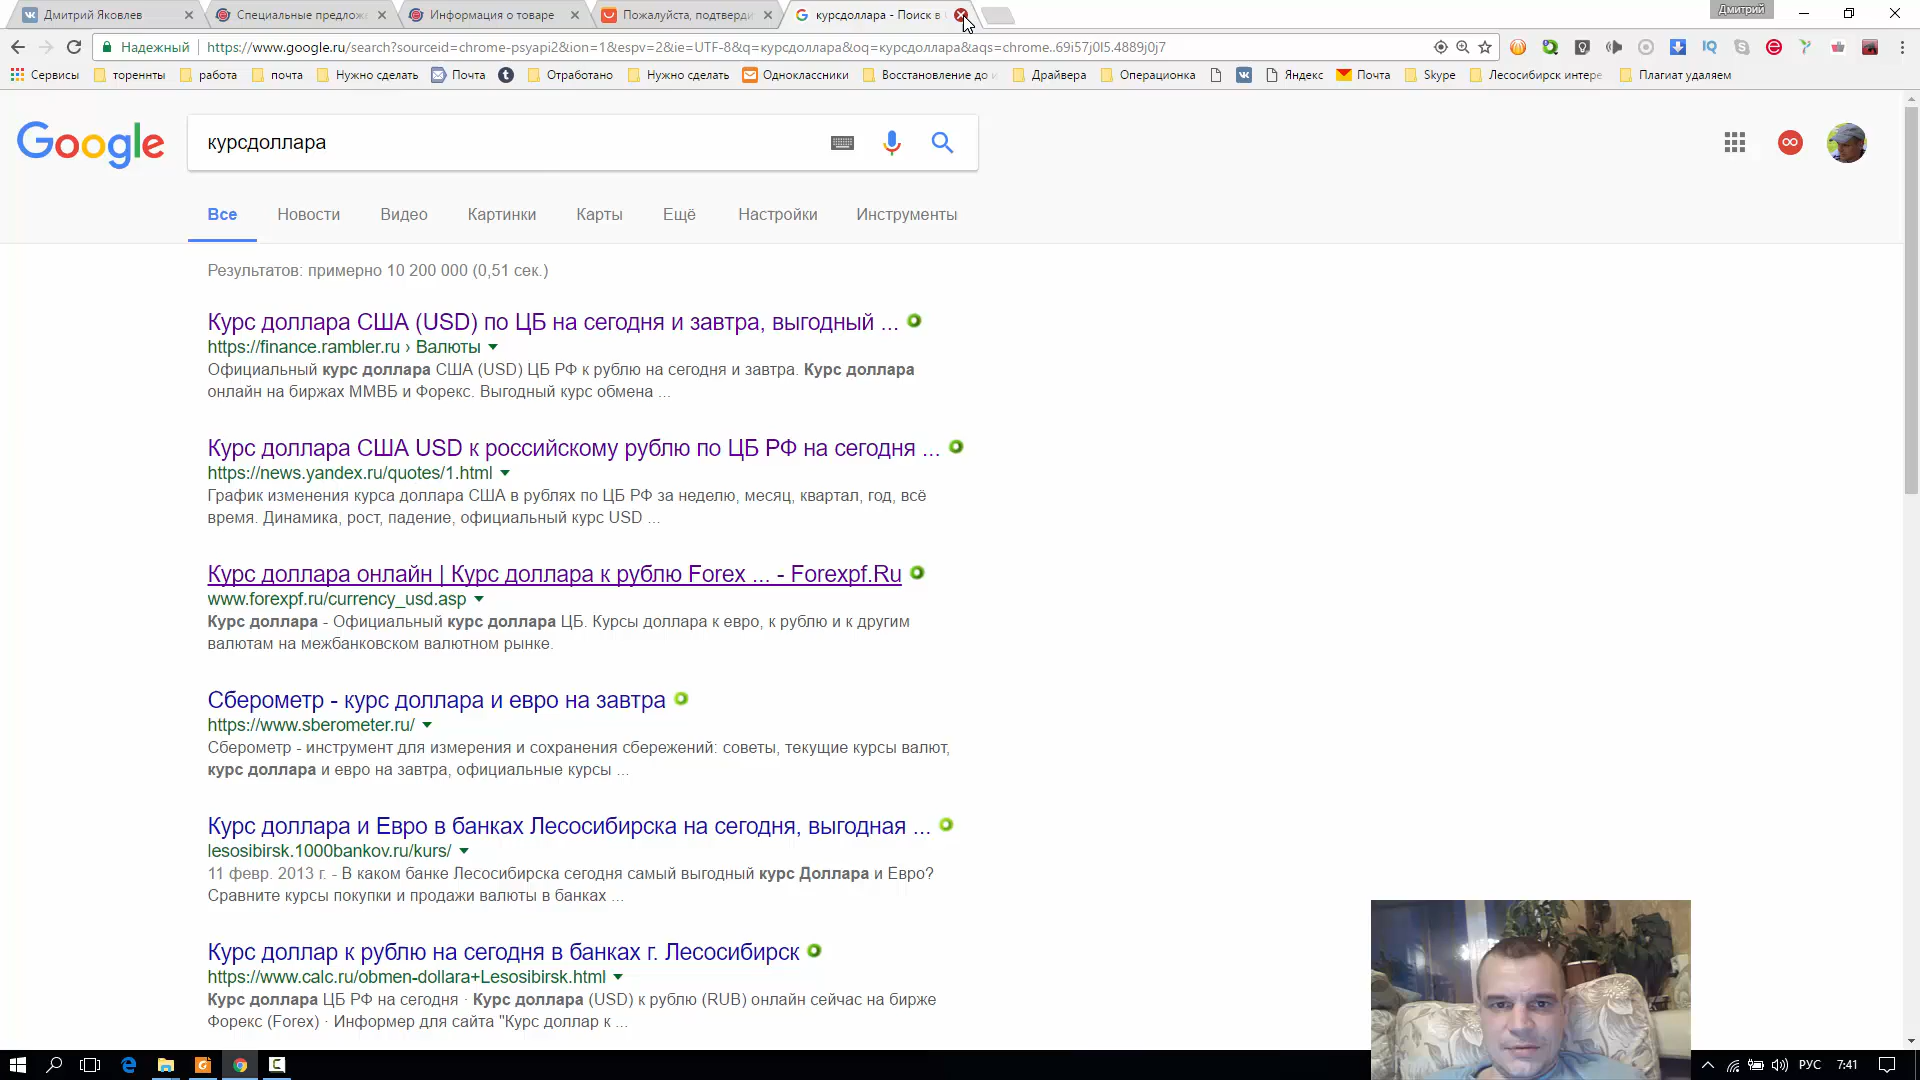 Дмитрий Яковлев
Специальные предлож
Информация о товаре
Пожалуйста, подтверди
курсдоллара - Поиск в
Дмитрий
Надежный
https://www.google.ru/search?sourceid=chrome-psyapi2&ion=1&espv=2&ie=UTF-8&q=курсдоллара&oq=курсдоллара&aqs=chrome..69i57j0l5.4889j0j7
Сервисы
торентты
работа
почта
Нужно сделать
Почта
Отработано
Нужно сделать
Одноклассники
Восстановление до
Драйвера
Операционка
Яндекс
Почта
Skype
Лесосибирск интере
Плагиат удаляем
Google
курсдоллара
Все
Новости
Видео
Картинки
Карты
Ещё
Настройки
Инструменты
Результатов: примерно 10 200 000 (0,51 сек.)
Курс доллара США (USD) по ЦБ на сегодня и завтра, выгодный ...
https://finance.rambler.ru › Валюты
Официальный курс доллара США (USD) ЦБ РФ к рублю на сегодня и завтра. Курс доллара
онлайн на биржах ММВБ и Форекс. Выгодный курс обмена ...
Курс доллара США USD к российскому рублю по ЦБ РФ на сегодня ...
https://news.yandex.ru/quotes/1.html
График изменения курса доллара США в рублях по ЦБ РФ за неделю, месяц, квартал, год, всё
время. Динамика, рост, падение, официальный курс USD ...
Курс доллара онлайн | Курс доллара к рублю Forex ... - Forexpf.Ru
www.forexpf.ru/currency_usd.asp
Курс доллара - Официальный курс доллара ЦБ. Курсы доллара к евро, к рублю и к другим
валютам на межбанковском валютном рынке.
Сберометр - курс доллара и евро на завтра
https://www.sberometer.ru/
Сберометр - инструмент для измерения и сохранения сбережений: советы, текущие курсы валют,
курс доллара и евро на завтра, официальные курсы ...
Курс доллара и Евро в банках Лесосибирска на сегодня, выгодная ...
lesosibirsk.1000bankov.ru/kurs/
11 февр. 2013 г. - В каком банке Лесосибирска сегодня самый выгодный курс Доллара и Евро?
Сравните курсы покупки и продажи валюты в банках ...
Курс доллар к рублю на сегодня в банках г. Лесосибирск
https://www.calc.ru/obmen-dollara+Lesosibirsk.html
Курс доллара ЦБ РФ на сегодня · Курс доллара (USD) к рублю (RUB) онлайн сейчас на бирже
Форекс (Forex) · Информер для сайта "Курс доллар к ...
РУС
7:41